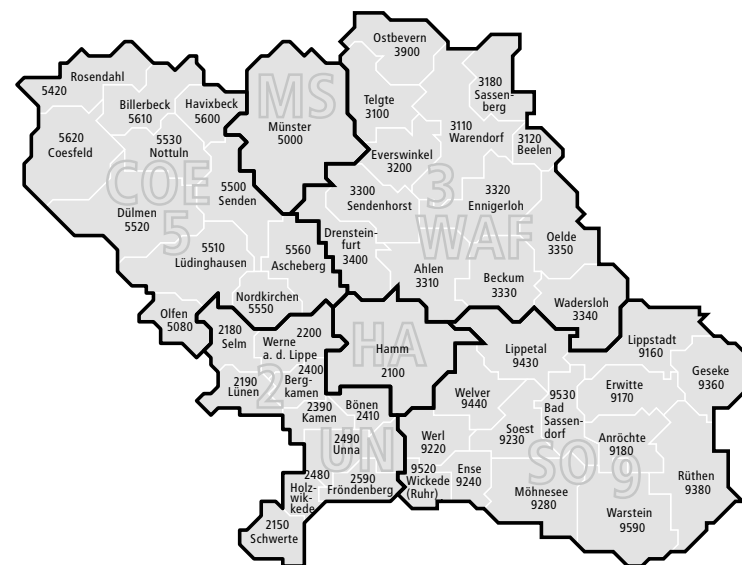 Ostbevern
3900
MS
Rosendahl
5420
Billerbeck
5610
Havixbeck
5600
Münster
5000
Telgte
3100
3180
Sassen-
berg
3110
Warendorf
3120
Beelen
5620
Coesfeld
5530
Nottuln
Everswinkel
3200
COE
5
5500
Senden
3
WAF
3300
Sendenhorst
3320
Ennigerloh
Dülmen
5520
Drenstein-
furt
3400
Oelde
3350
5510
Lüdinghausen
5560
Ascheberg
Ahlen
3310
Beckum
3330
Nordkirchen
5550
Wadersloh
3340
Olfen
5080
2180
Selm
2200
Werne
a. d. Lippe
HA
Hamm
2100
Lippetal
9430
Lippstadt
9160
Geseke
9360
2
2190
Lünen
2400
Berg-
kamen
Welver
9440
9530
Bad
Sassen-
dorf
Erwitte
9170
2390
Kamen
Bönen
2410
UN
2490
Unna
Werl
9220
Soest
9230
Anröchte
9180
SO 9
2480
Holz-
wik-
kede
2590
Fröndenberg
9520
Wickede
(Ruhr)
Ense
9240
Möhnesee
9280
Rüthen
9380
2150
Schwerte
Warstein
9590